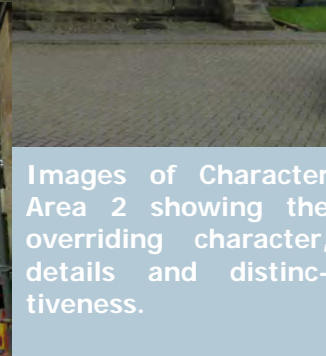 Images of Character
Area 2 showing the
overriding character,
details and distinc-
tiveness.